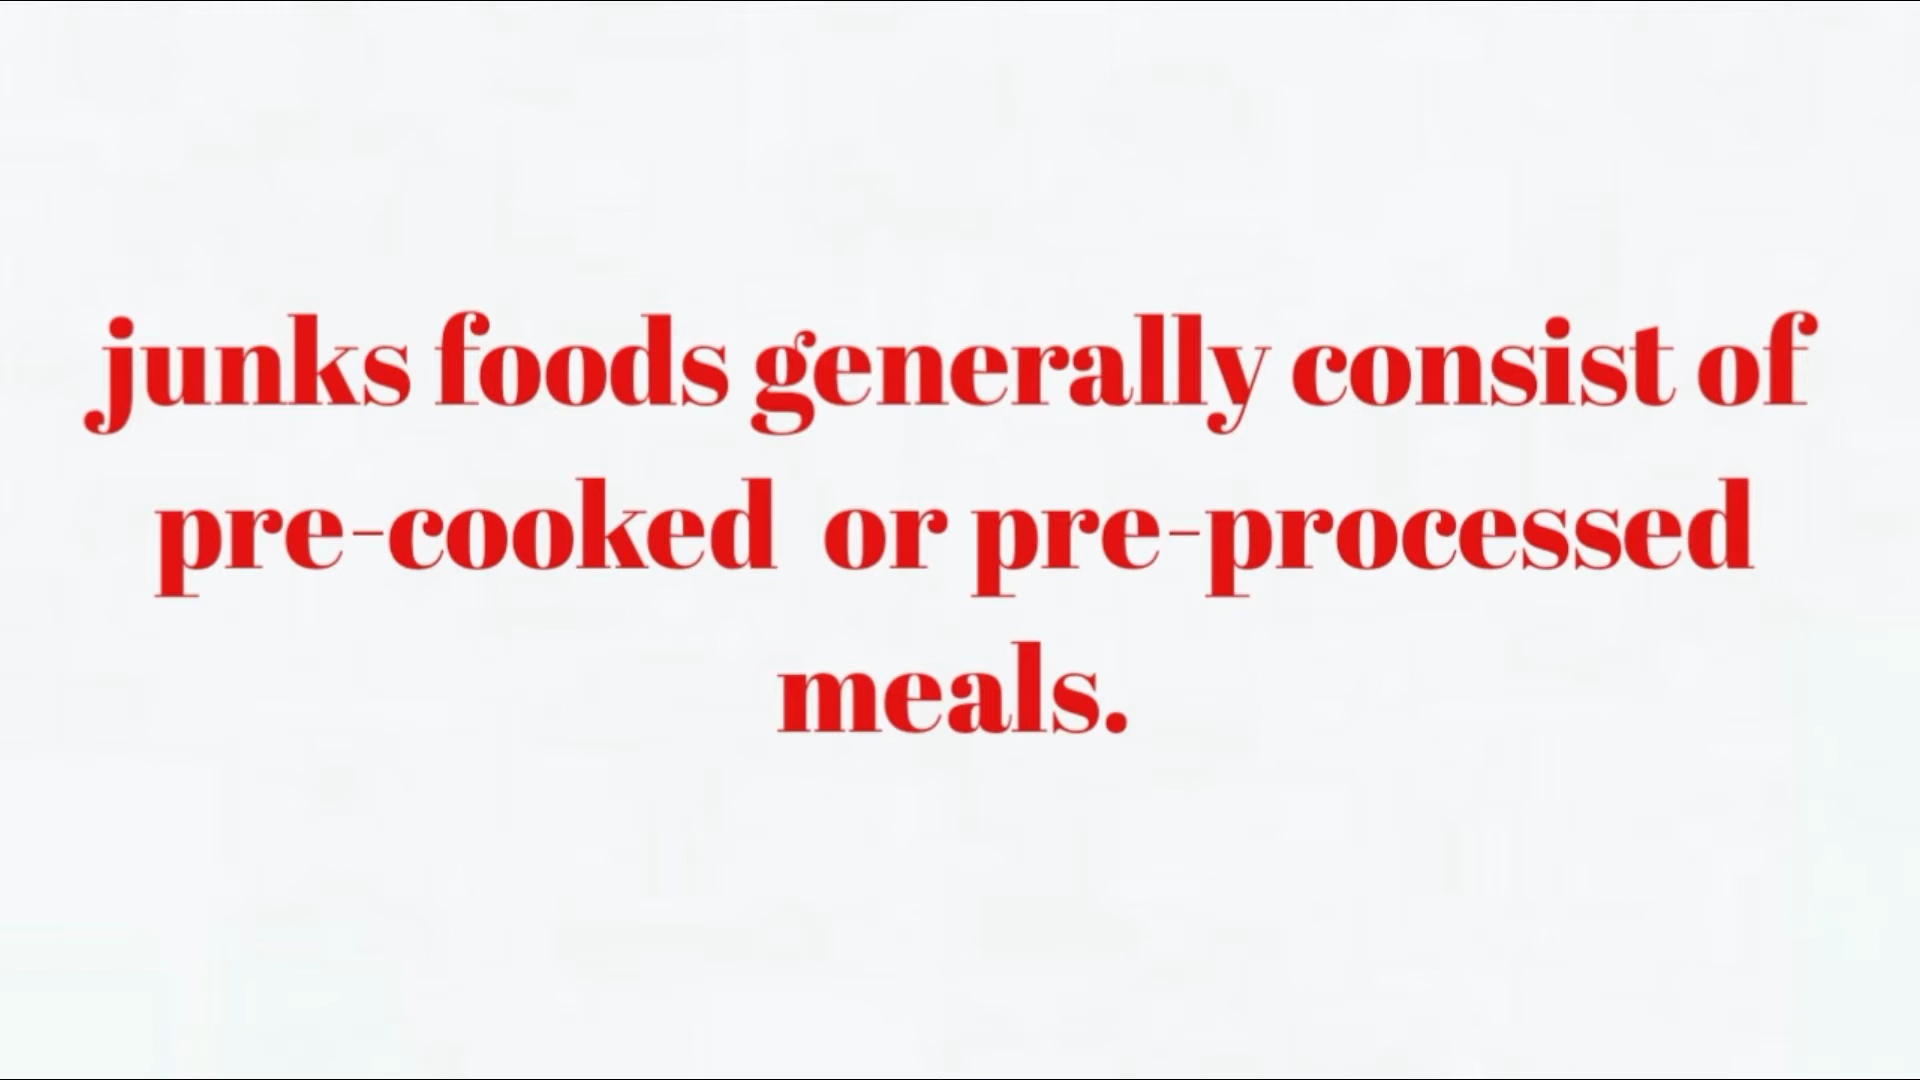 junks foods generally consist of
pre-cooked  or pre-processed
meals.